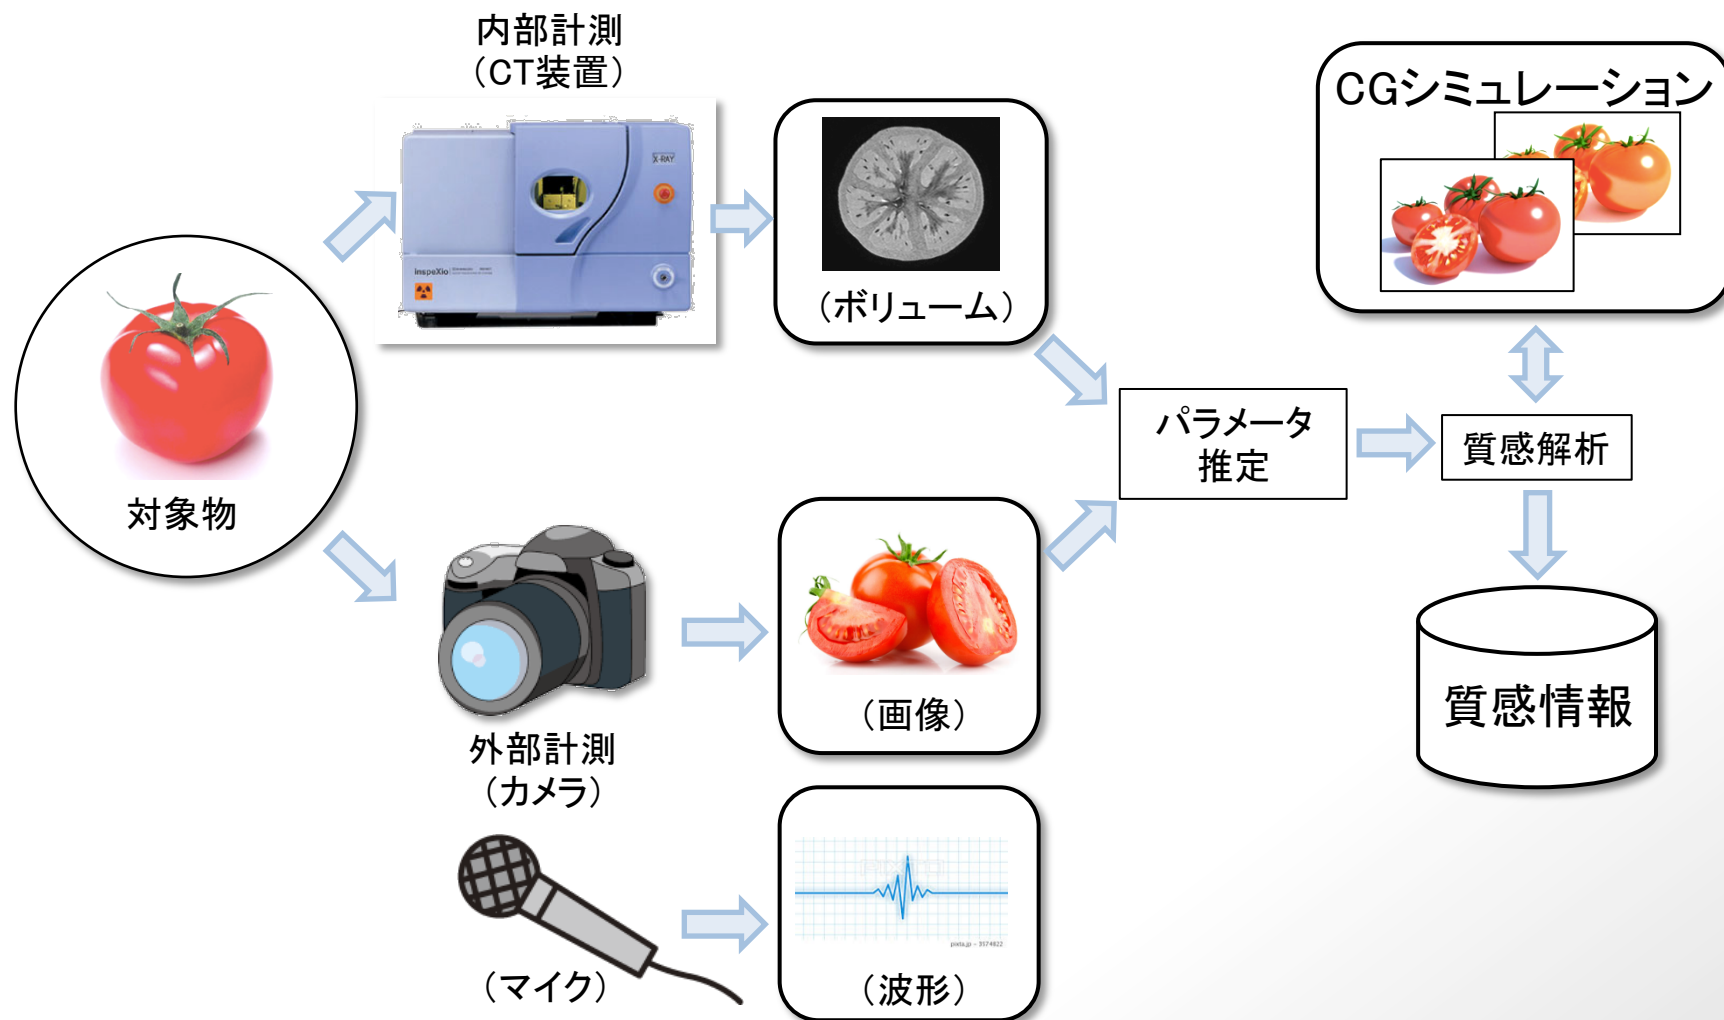 内部計測
（CT装置）
X-RAY
inspeXio
（ボリューム）
CGシミュレーション
対象物
パラメータ
推定
質感解析
外部計測
（カメラ）
（画像）
質感情報
（マイク）
pixta.jp - 3574822
（波形）